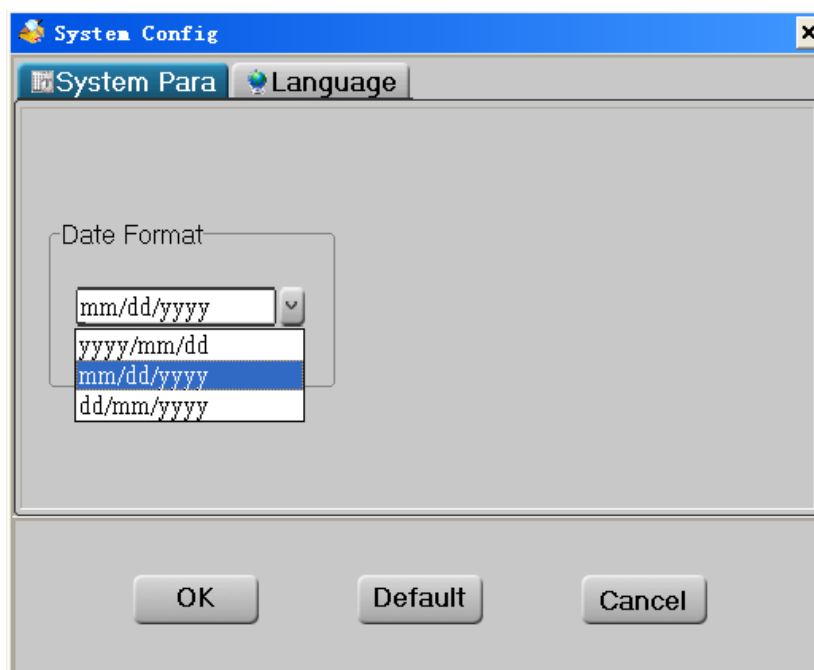 System Config
System Para
Language
Date Format
mm/dd/yyyy
yyyy/mm/dd
mm/dd/yyyy
dd/mm/yyyy
OK
Default
Cancel